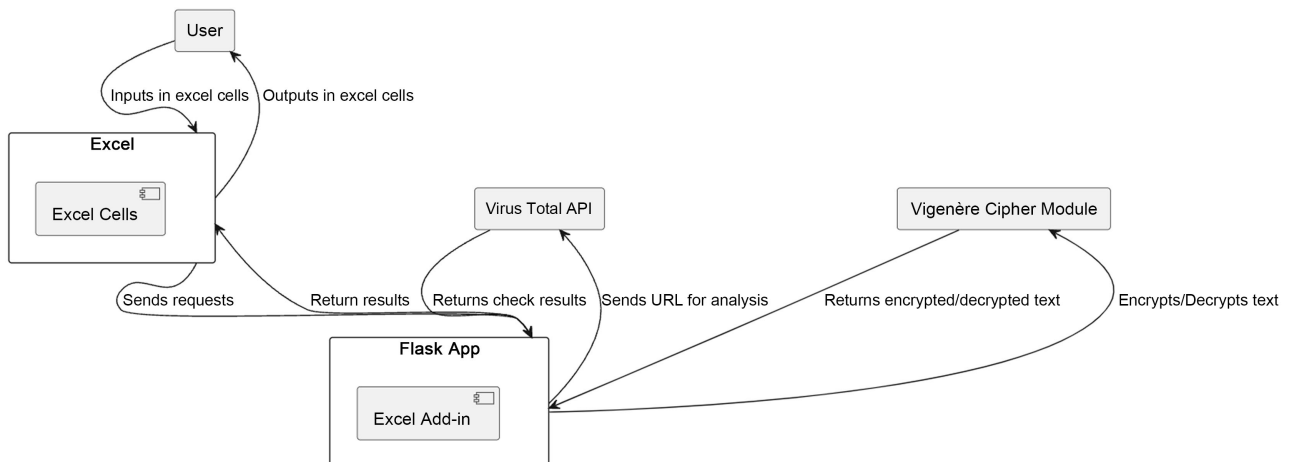 User
Inputs in excel cells
Outputs in excel cells
Excel
Excel Cells
Virus Total API
Vigenère Cipher Module
Sends requests
Return results
Returns check results
Sends URL for analysis
Returns encrypted/decrypted text
Encrypts/Decrypts text
Flask App
Excel Add-in